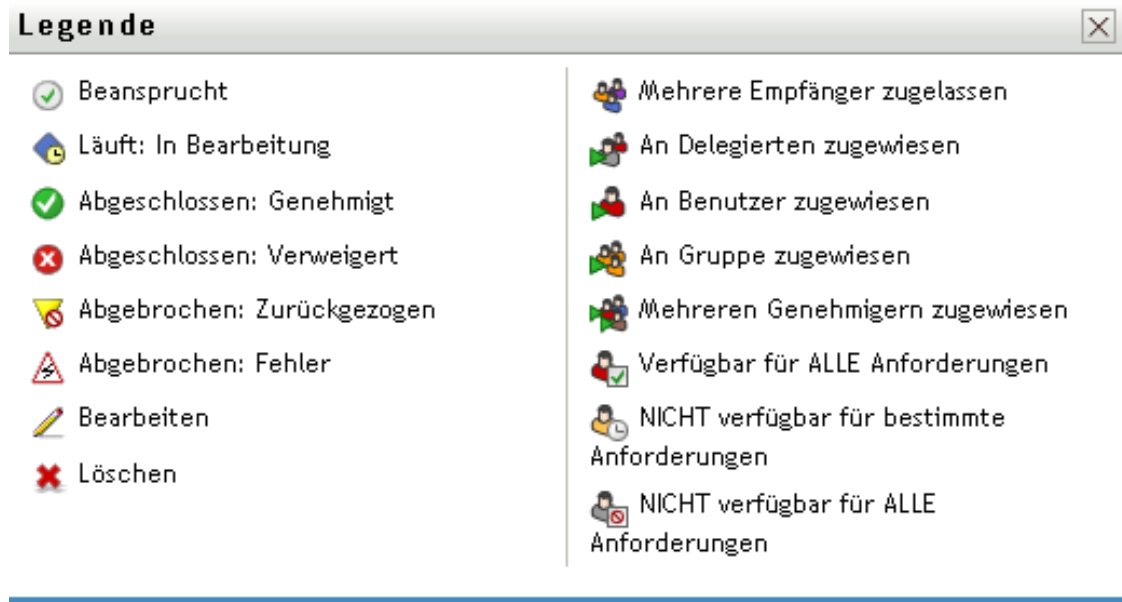 Legende
Beansprucht
Läuft: In Bearbeitung
Abgeschlossen: Genehmigt
Abgeschlossen: Verweigert
Abgebrochen: Zurückgezogen
Abgebrochen: Fehler
Bearbeiten
Löschen
Mehrere Empfänger zugelassen
An Delegierten zugewiesen
An Benutzer zugewiesen
An Gruppe zugewiesen
Mehreren Genehmigern zugewiesen
Verfügbar für ALLE Anforderungen
NICHT verfügbar für bestimmte
Anforderungen
NICHT verfügbar für ALLE
Anforderungen